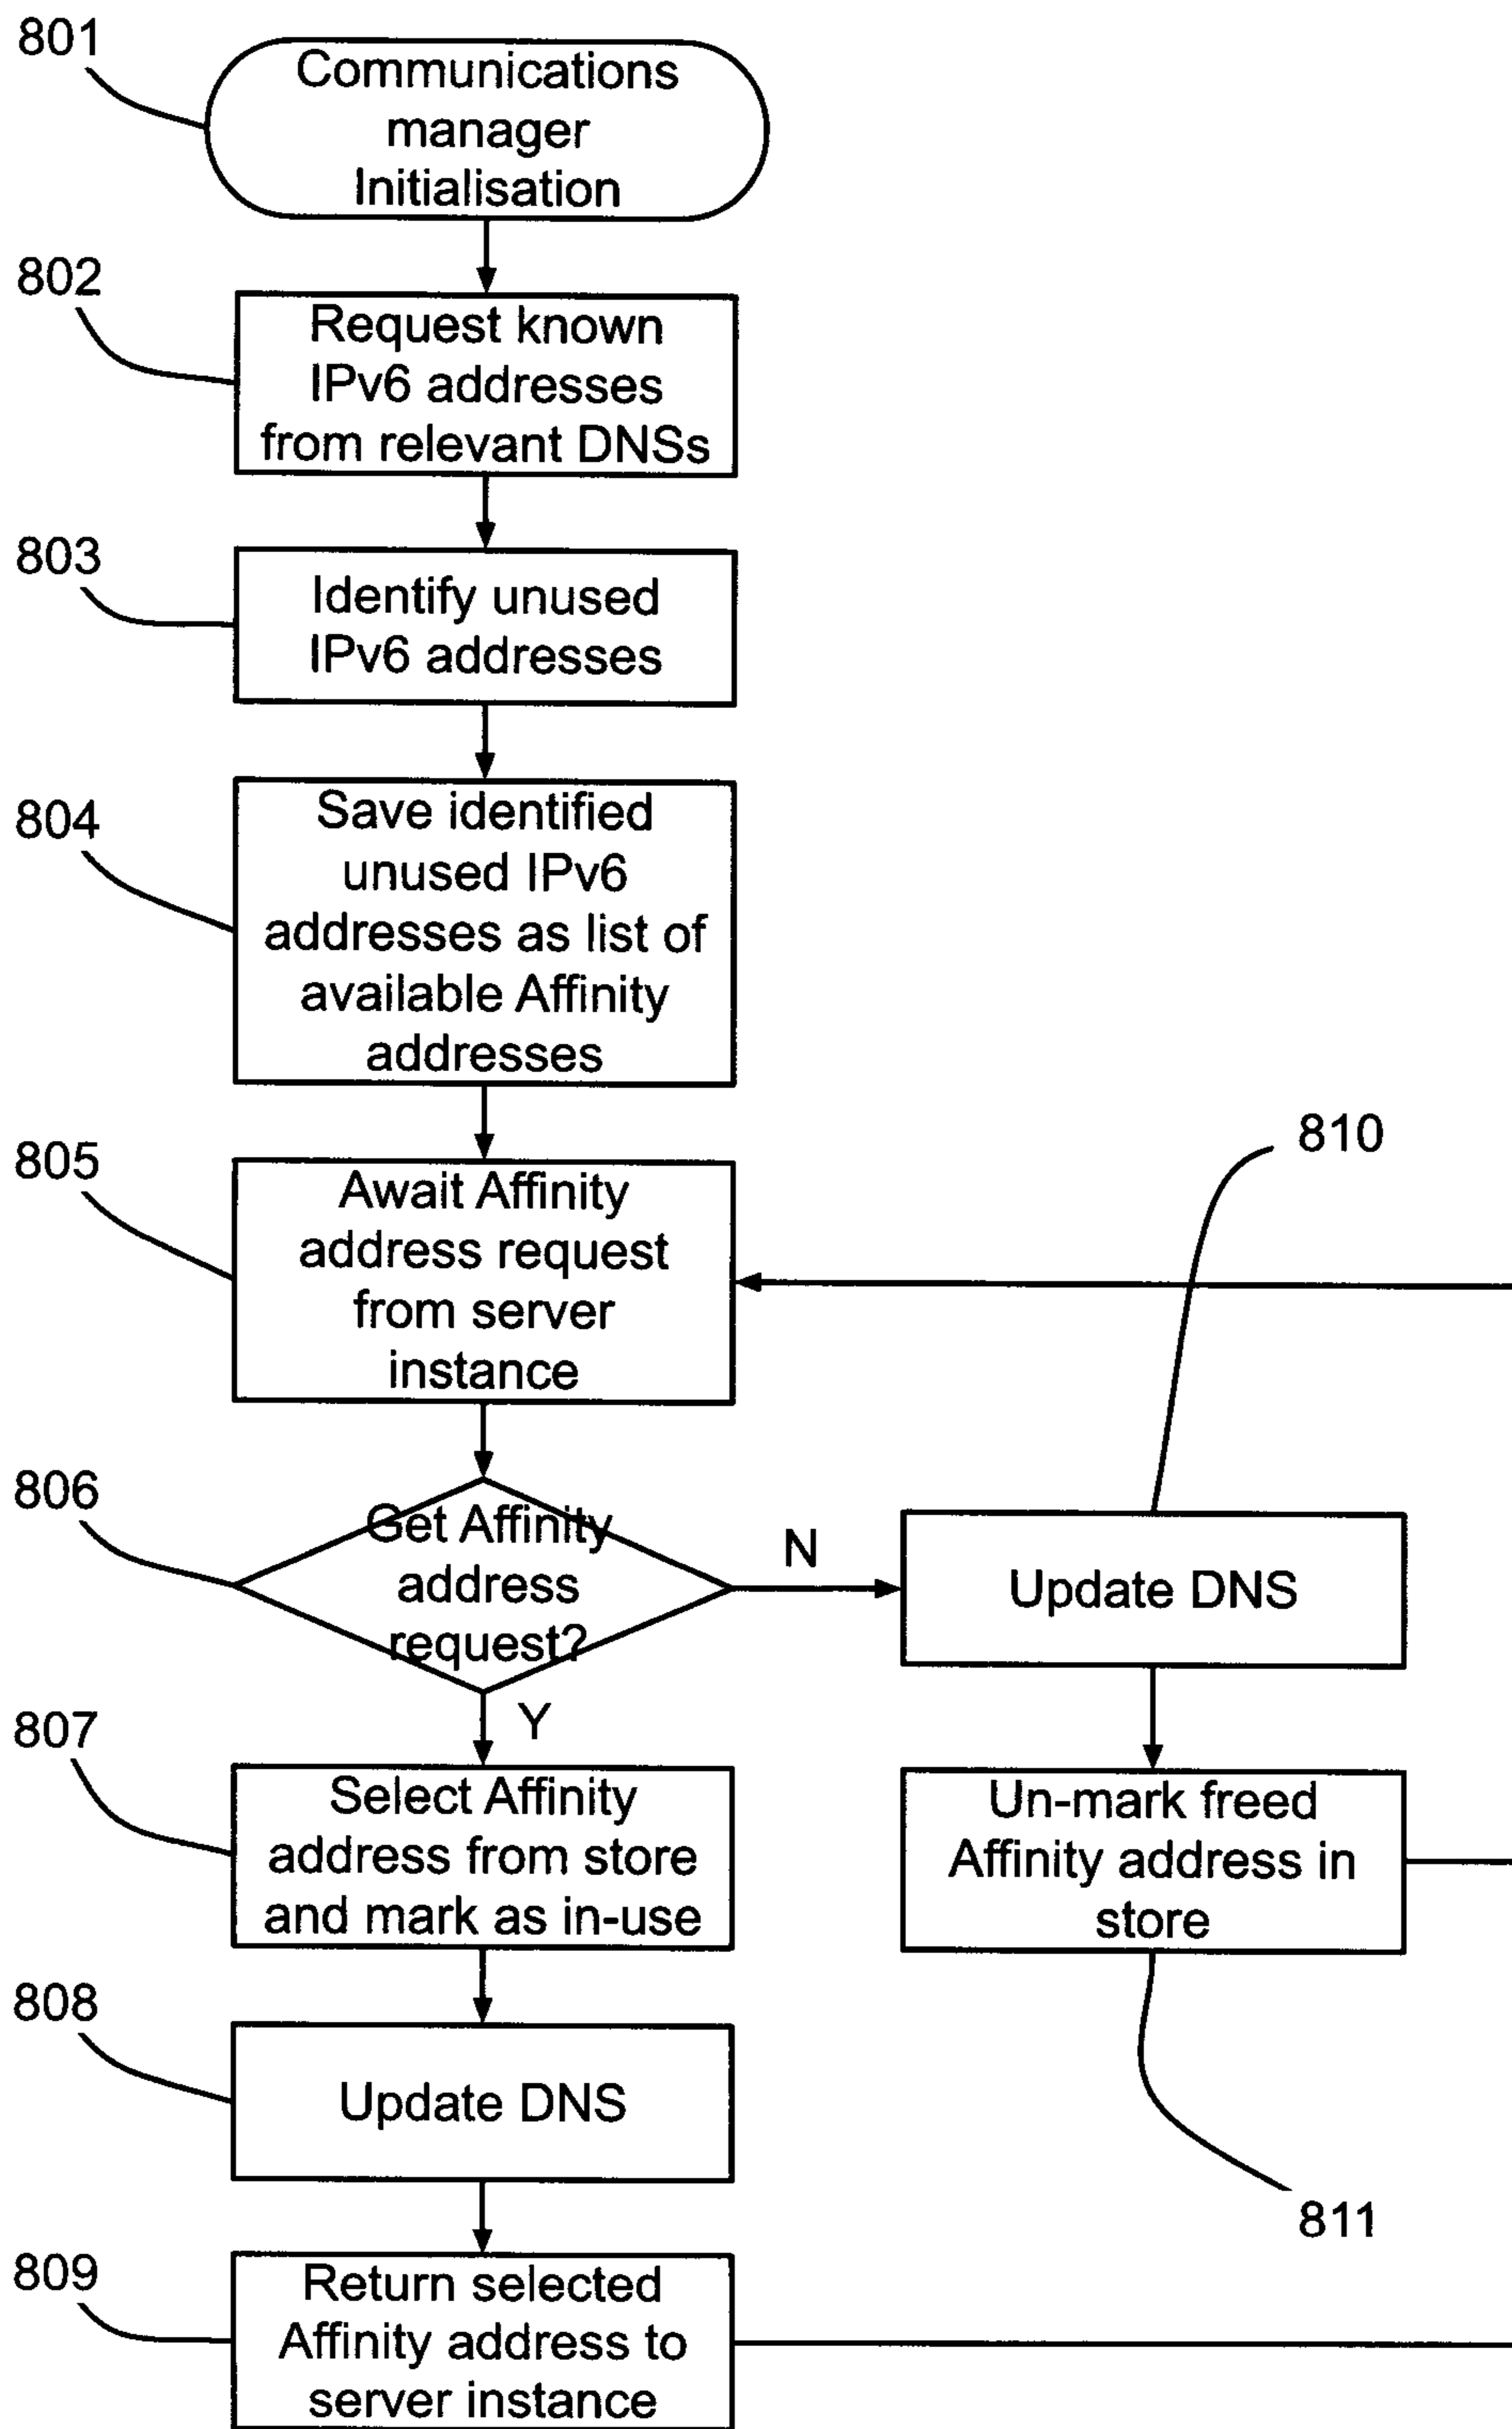 801
Communications
manager
Initialisation
802
Request known
IPv6 addresses
from relevant DNSs
803
Identify unused
IPv6 addresses
804
Save identified
unused IPv6
addresses as list of
available Affinity
addresses
805
Await Affinity
address request
from server
instance
810
806
Get Affinity
address
request?
N
Update DNS
Y
807
Select Affinity
address from store
and mark as in-use
Un-mark freed
Affinity address in
store
808
Update DNS
811
809
Return selected
Affinity address to
server instance